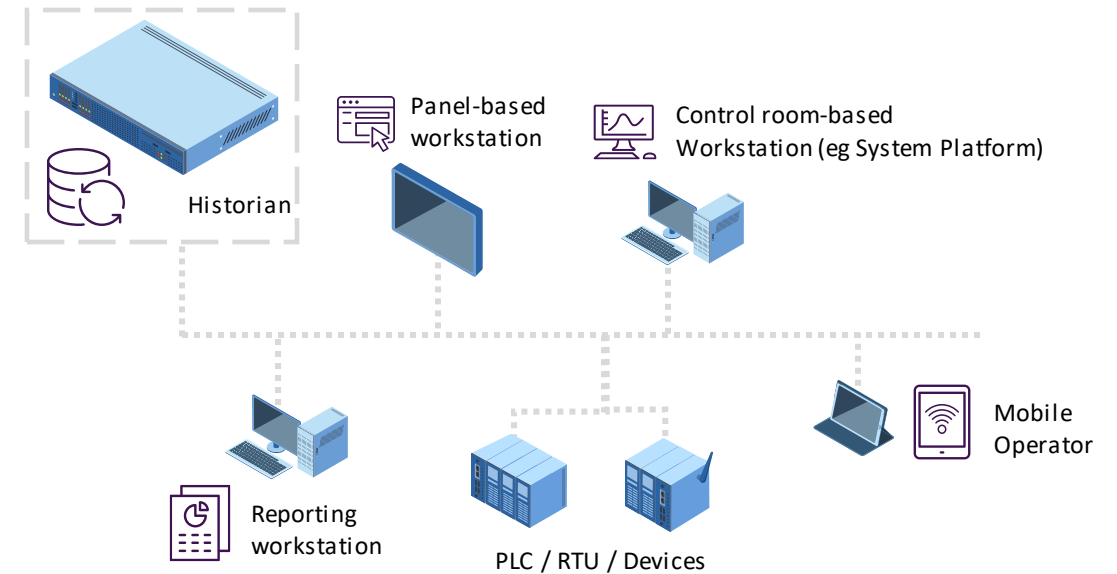 Panel-based
workstation
Control room-based
Workstation (eg System Platform)
Historian
Mobile
Operator
Reporting
workstation
PLC / RTU / Devices